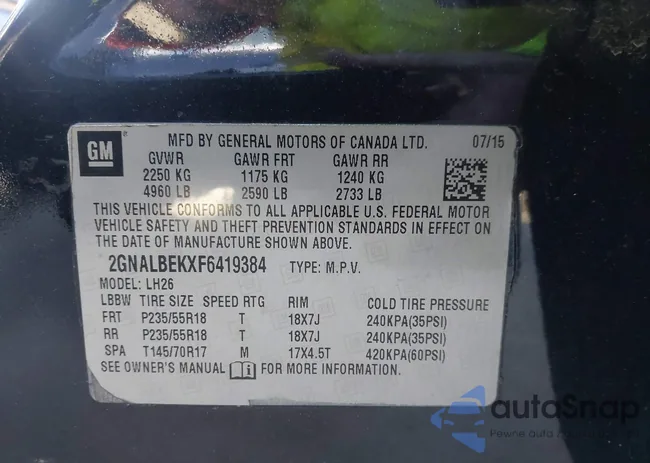 GM
MFD BY GENERAL MOTORS OF CANADA LTD. 07/15
GVWR GAWR FRT GAWR RR
2250 KG 1175 KG 1240 KG
4960 LB 2590 LB 2733 LB
THIS VEHICLE CONFORMS TO ALL APPLICABLE U.S. FEDERAL MOTOR
VEHICLE SAFETY AND THEFT PREVENTION STANDARDS IN EFFECT ON
THE DATE OF MANUFACTURE SHOWN ABOVE.
2GNALBEKXF6419384 TYPE: M.P.V.
MODEL: LH26
LBBW TIRE SIZE SPEED RTG RIM COLD TIRE PRESSURE
FRT P235/55R18 T 18X7J 240KPA(35PSI)
RR P235/55R18 T 18X7J 240KPA(35PSI)
SPA T145/70R17 M 17X4.5T 420KPA(60PSI)
SEE OWNER'S MANUAL FOR MORE INFORMATION.
autoSnap
Pewne auto